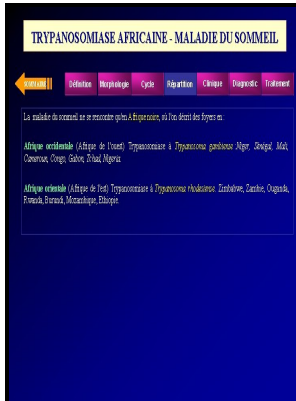 TRYPANOSOMIASE AFRICAINE - MALADIE DU SOMMEIL
SOMMAIRE Définition Morphologie Cycle Répartition Clinique Diagnostic Traitement
La maladie du sommeil ne se rencontre qu'en Afrique noire, où l'on décrit des foyers en :
Afrique occidentale (Afrique de l'ouest) Trypanosomiase à Trypanosoma gambiense Niger, Sénégal, Mali,
Cameroun, Congo, Gabon, Tchad, Nigeria.
Afrique orientale (Afrique de l'est) Trypanosomiase à Trypanosoma rhodesiense. Zimbabwe, Zambie, Ouganda,
Rwanda, Burundi, Mozambique, Ethiopie.